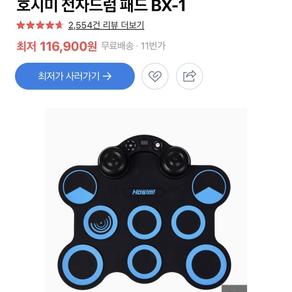 호시미 전자드럼 패드 BX-1
2,554건 리뷰 더보기
최저 116,900원 무료배송 · 11번가
최저가 사러가기 >
Hosimi